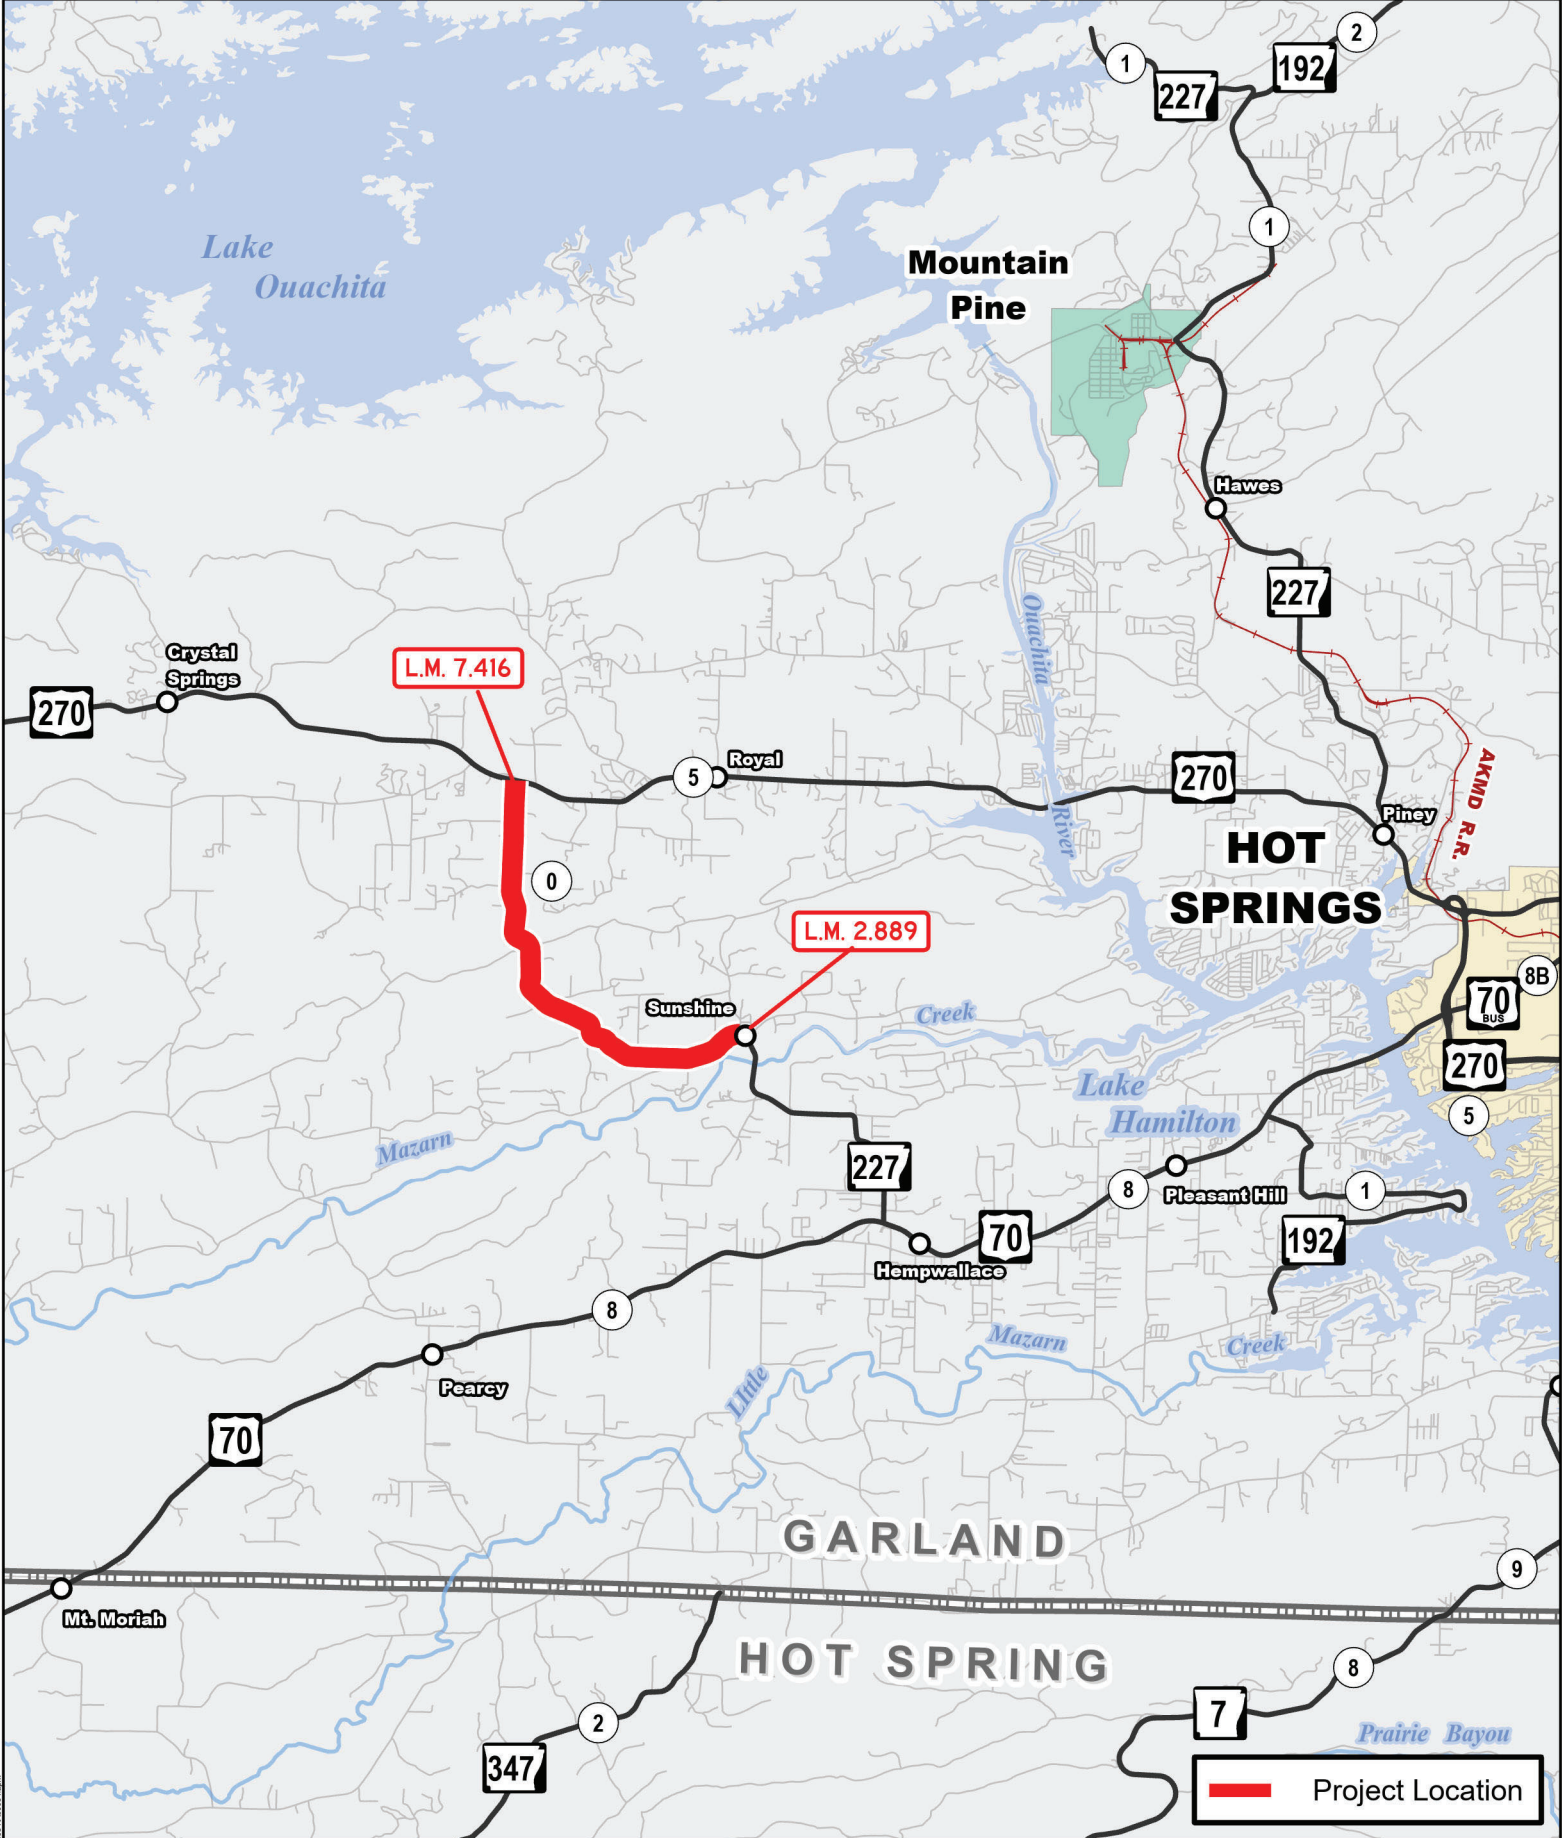 2
1
192
227
1
Lake
Ouachita
Mountain
Pine
Hawes
227
Ouachita
River
Crystal
Springs
L.M. 7.416
270
5
Royal
270
AKMD R.R.
Piney
HOT
SPRINGS
0
L.M. 2.889
Sunshine
Creek
8B
70
BUS
270
Lake
Hamilton
5
Mazarn
227
Pleasant Hill
8
1
70
192
Hempwallace
8
Mazarn
Creek
Pearcy
LIttle
70
GARLAND
9
Mt. Moriah
HOT SPRING
8
7
2
Prairie Bayou
347
Project Location